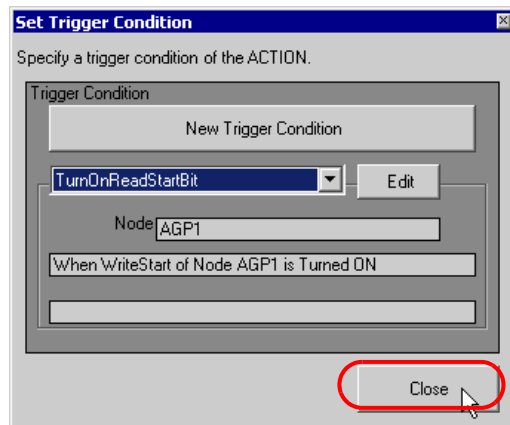 Set Trigger Condition
Specify a trigger condition of the ACTION.
Trigger Condition
New Trigger Condition
TurnOnReadStartBit
Edit
Node AGP1
When WriteStart of Node AGP1 is Turned ON
Close